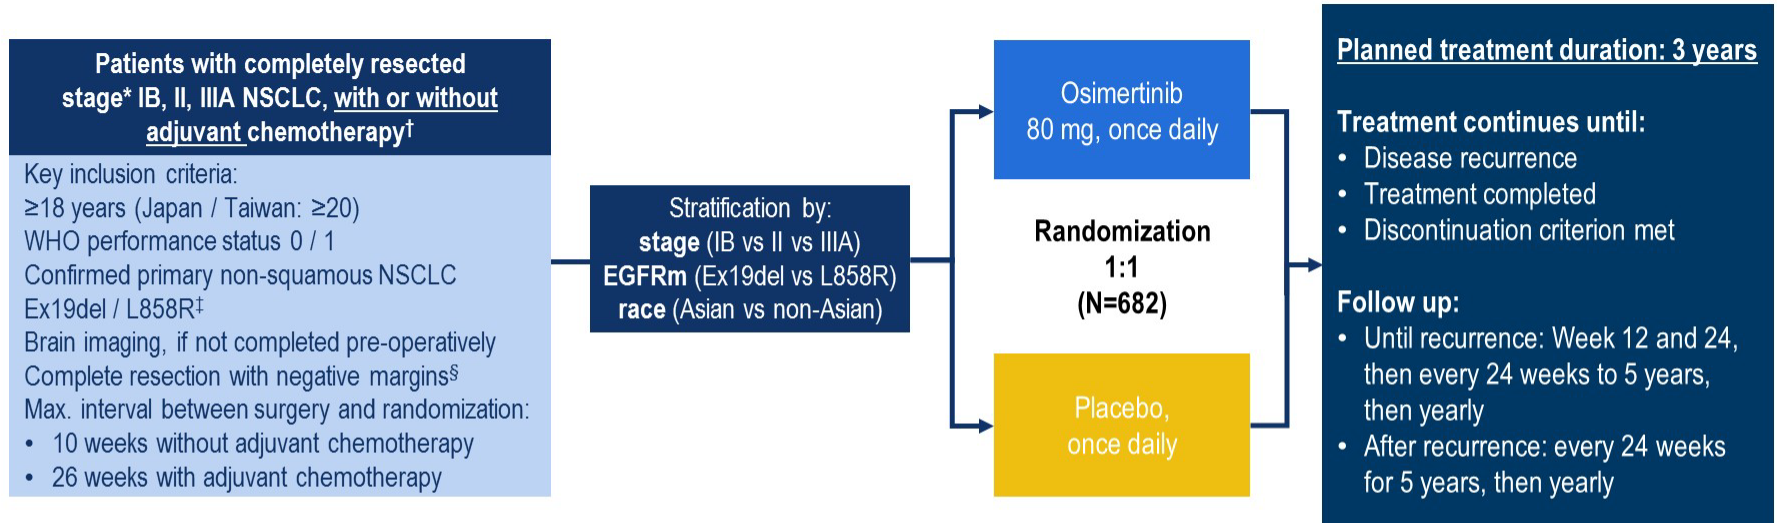 Patients with completely resected
stage* IB, II, IIIA NSCLC, with or without
adjuvant chemotherapy†
Key inclusion criteria:
≥18 years (Japan / Taiwan: ≥20)
WHO performance status 0 / 1
Confirmed primary non-squamous NSCLC
Ex19del / L858R‡
Brain imaging, if not completed pre-operatively
Complete resection with negative margins§
Max. interval between surgery and randomization:
• 10 weeks without adjuvant chemotherapy
• 26 weeks with adjuvant chemotherapy
Stratification by:
stage (IB vs II vs IIIA)
EGFRm (Ex19del vs L858R)
race (Asian vs non-Asian)
Osimertinib
80 mg, once daily
Randomization
1:1
(N=682)
Placebo,
once daily
Planned treatment duration: 3 years
Treatment continues until:
• Disease recurrence
• Treatment completed
• Discontinuation criterion met
Follow up:
• Until recurrence: Week 12 and 24,
then every 24 weeks to 5 years,
then yearly
• After recurrence: every 24 weeks
for 5 years, then yearly